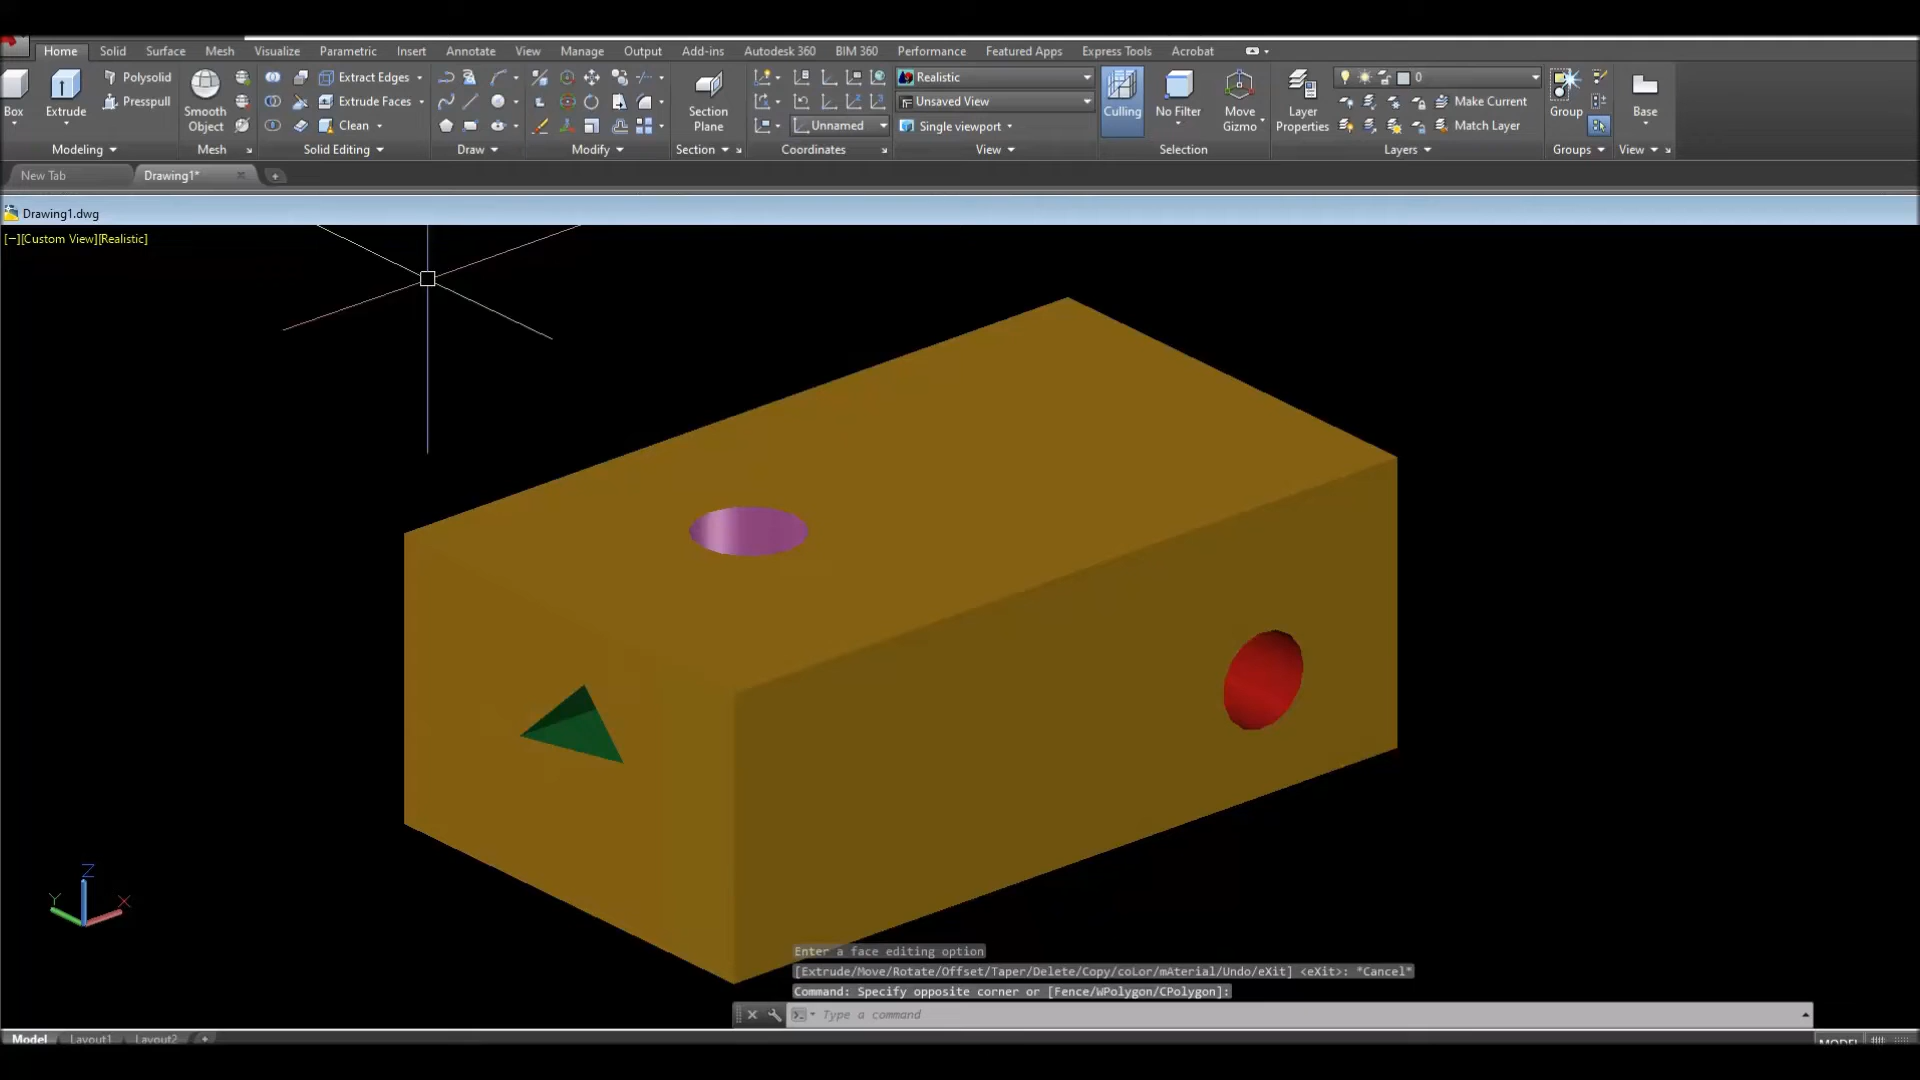 Home Solid Surface Mesh Visualize Parametric Insert Annotate View Manage Output Add-ins Autodesk 360 BIM 360 Performance Featured Apps Express Tools Acrobat
Polysolid Extract Edges Realistic 0
Presspull Extract Faces Unsaved View Make Current
Box Extrude Smooth Object Clean Section Plane Unnamed Single viewport Culling No Filter Move Gizmo Layer Properties Match Layer Group Base
Modeling Mesh Solid Editing Draw Modify Section Coordinates View Selection Layers Groups View
New Tab Drawing1*
Drawing1.dwg
[−][Custom View][Realistic]
Z
Y X
Enter a face editing option
[Extrude/Move/Rotate/Offset/Taper/Delete/Copy/coLor/mAterial/Undo/eXit] <eXit>: *Cancel*
Command: Specify opposite corner or [Fence/WPolygon/CPolygon]:
Type a command
Model Layout1 Layout2 + MODEL